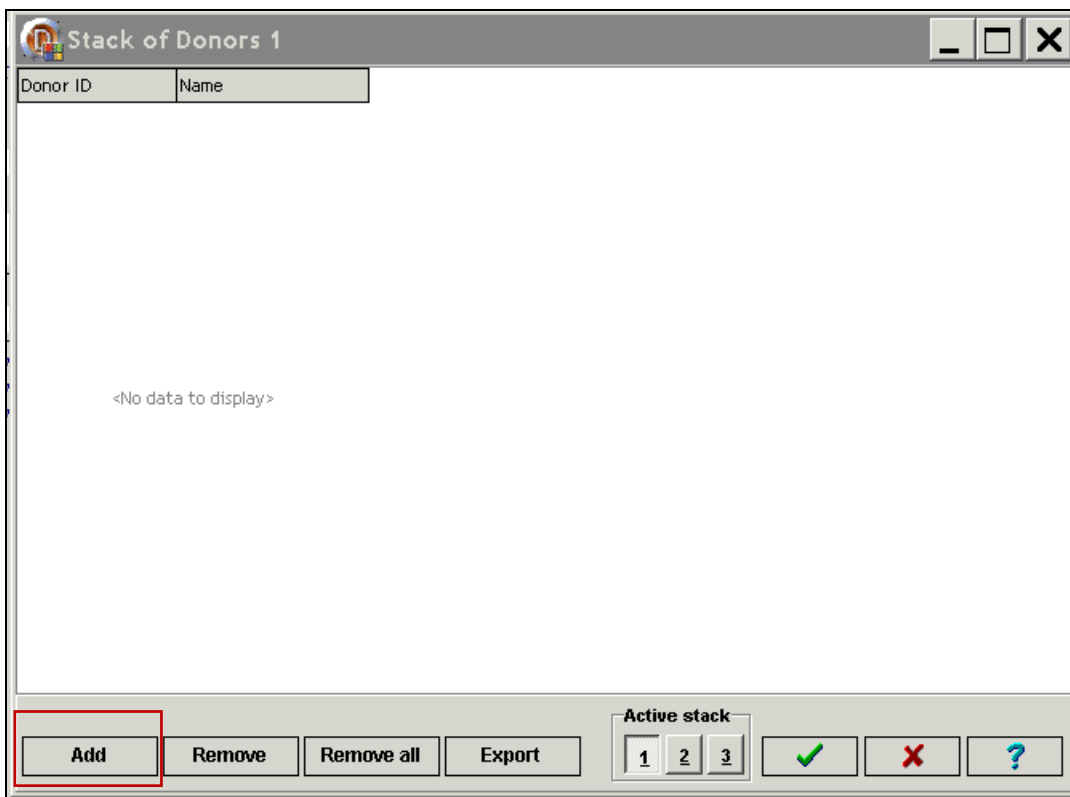 Stack of Donors 1
Donor ID Name
<No data to display>
Active stack
Add Remove Remove all Export 1 2 3 ?